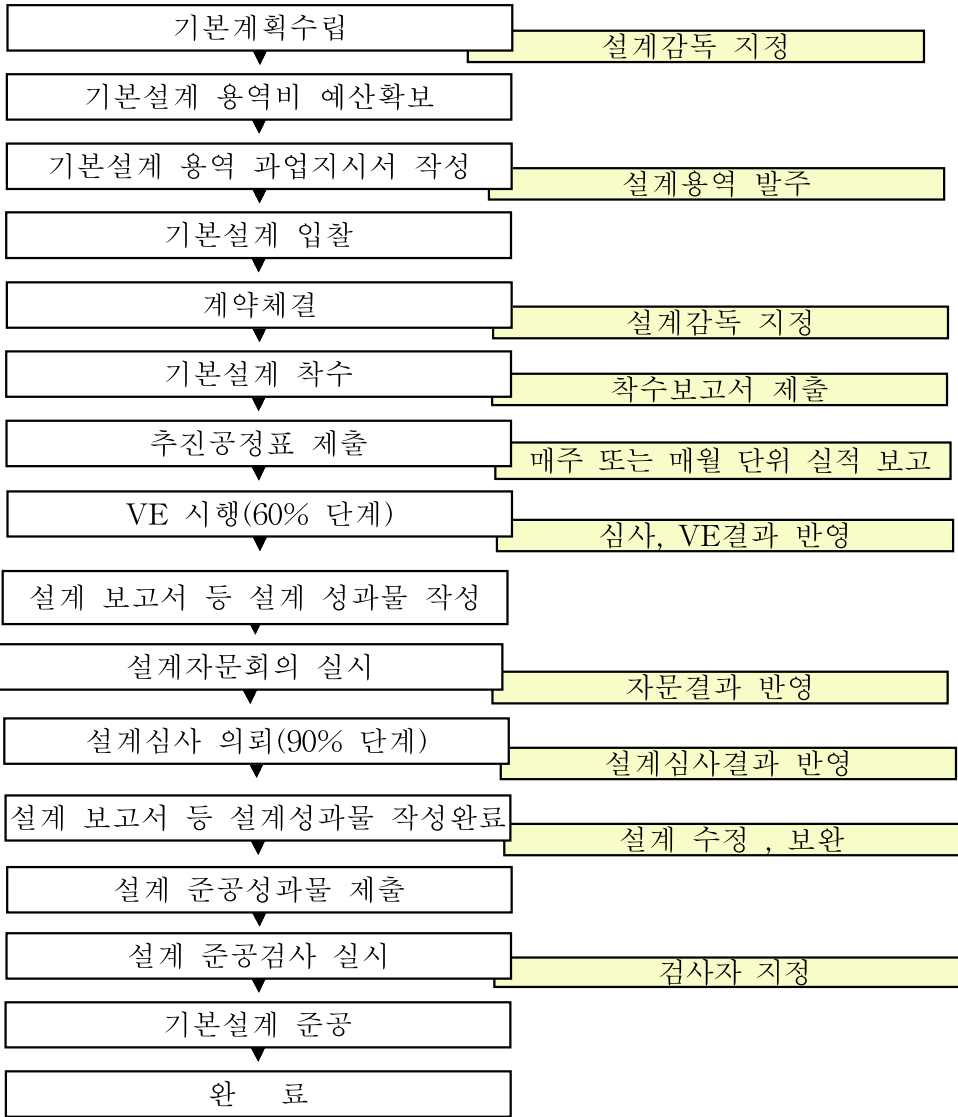 기본계획수립
설계감독 지정
기본설계 용역비 예산확보
기본설계 용역 과업지시서 작성
설계용역 발주
기본설계 입찰
계약체결
설계감독 지정
기본설계 착수
착수보고서 제출
추진공정표 제출
매주 또는 매월 단위 실적 보고
VE 시행(60% 단계)
심사, VE결과 반영
설계 보고서 등 설계 성과물 작성
설계자문회의 실시
자문결과 반영
설계심사 의뢰(90% 단계)
설계심사결과 반영
설계 보고서 등 설계성과물 작성완료
설계 수정 , 보완
설계 준공성과물 제출
설계 준공검사 실시
검사자 지정
기본설계 준공
완 료